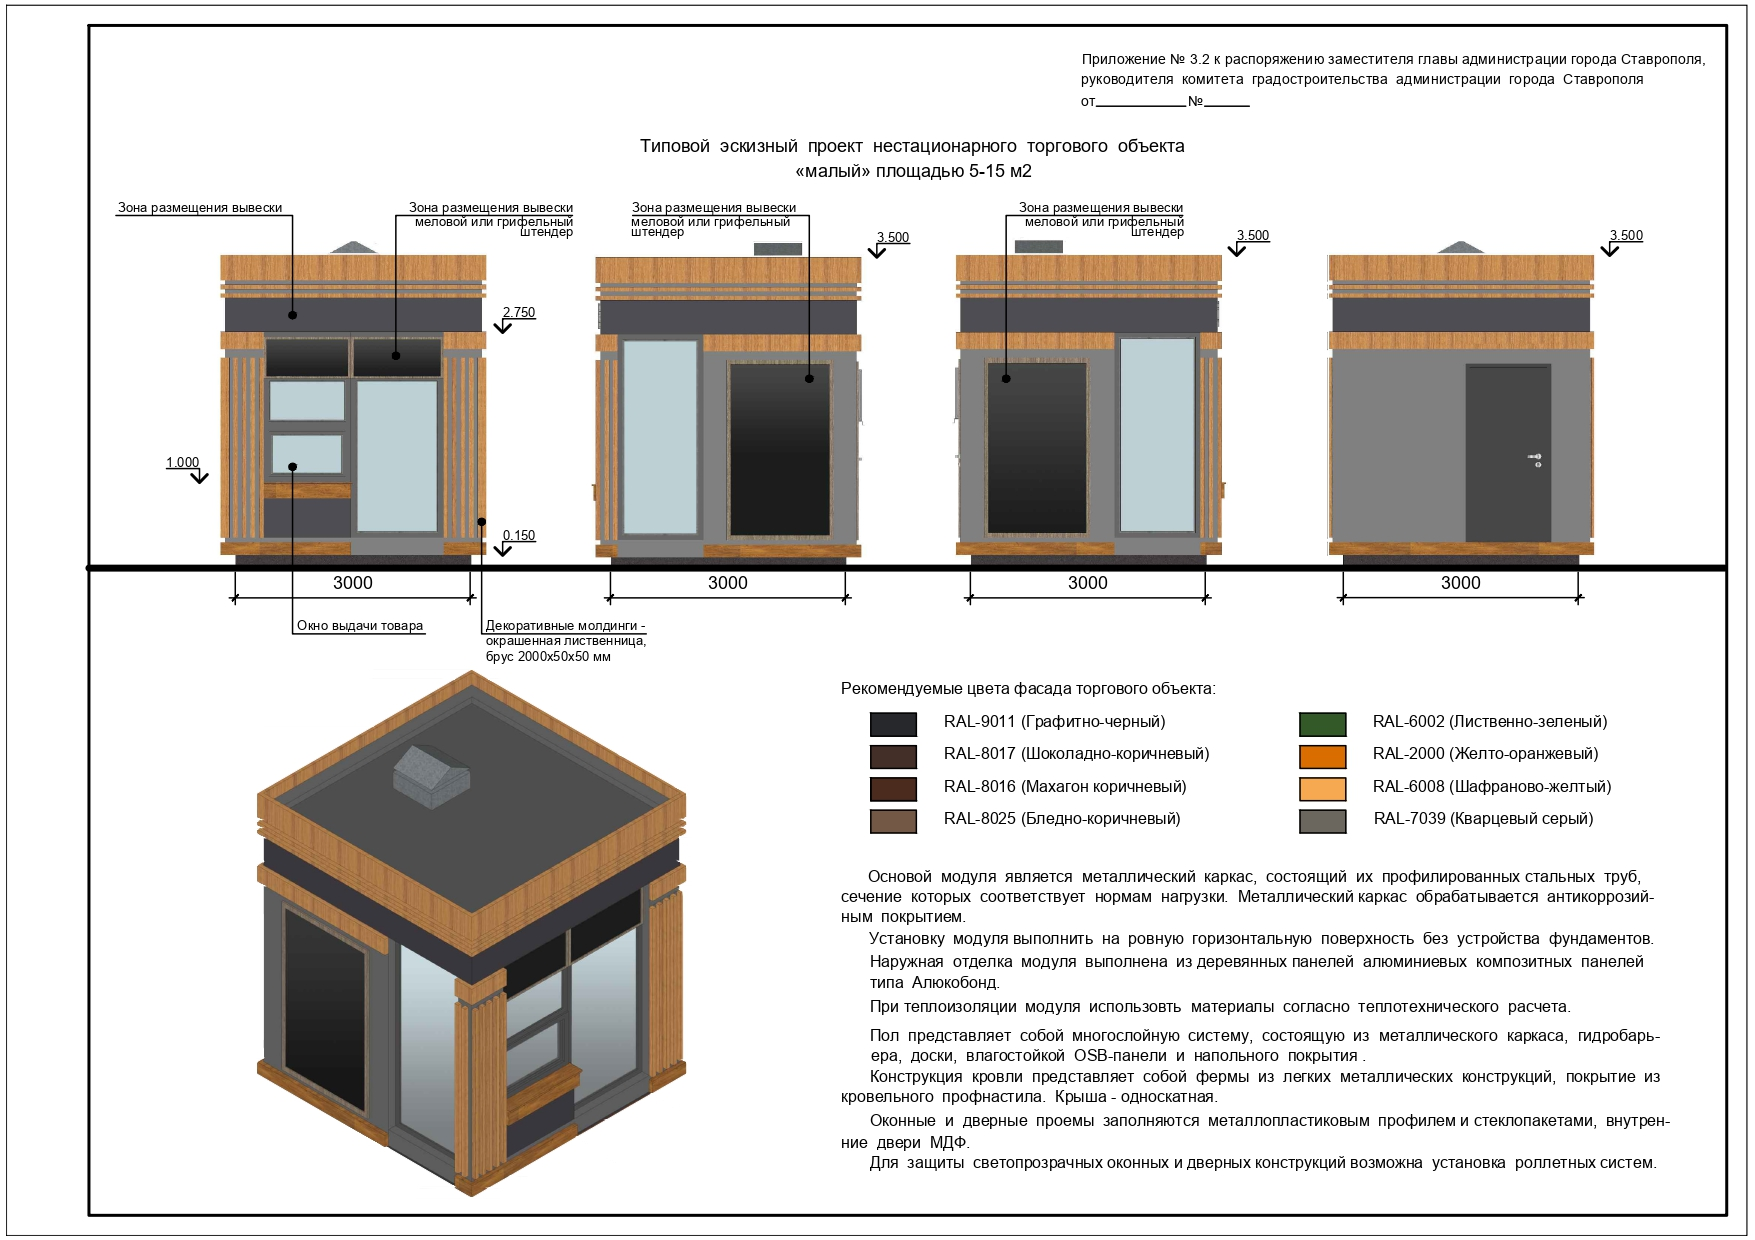 Приложение № 3.2 к распоряжению заместителя главы администрации города Ставрополя,
руководителя комитета градостроительства администрации города Ставрополя
от___________№______
Типовой эскизный проект нестационарного торгового объекта
«малый» площадью 5-15 м2
Зона размещения вывески
Зона размещения вывески
меловой или грифельный
штендер
Зона размещения вывески
меловой или грифельный
штендер
Зона размещения вывески
меловой или грифельный
штендер
3.500
3.500
3.500
2.750
1.000
0.150
3000
3000
3000
3000
Окно выдачи товара
Декоративные молдинги -
окрашенная лиственница,
брус 2000х50х50 мм
Рекомендуемые цвета фасада торгового объекта:
RAL-9011 (Графитно-черный)
RAL-8017 (Шоколадно-коричневый)
RAL-8016 (Махагон коричневый)
RAL-8025 (Бледно-коричневый)
RAL-6002 (Лиственно-зеленый)
RAL-2000 (Желто-оранжевый)
RAL-6008 (Шафраново-желтый)
RAL-7039 (Кварцевый серый)
Основой модуля является металлический каркас, состоящий их профилированных стальных труб,
сечение которых соответствует нормам нагрузки. Металлический каркас обрабатывается антикоррозий-
ным покрытием.
Установку модуля выполнить на ровную горизонтальную поверхность без устройства фундаментов.
Наружная отделка модуля выполнена из деревянных панелей алюминиевых композитных панелей
типа Алюкобонд.
При теплоизоляции модуля использовть материалы согласно теплотехнического расчета.
Пол представляет собой многослойную систему, состоящую из металлического каркаса, гидробарь-
ера, доски, влагостойкой OSB-панели и напольного покрытия .
Конструкция кровли представляет собой фермы из легких металлических конструкций, покрытие из
кровельного профнастила. Крыша - односкатная.
Оконные и дверные проемы заполняются металлопластиковым профилем и стеклопакетами, внутрен-
ние двери МДФ.
Для защиты светопрозрачных оконных и дверных конструкций возможна установка роллетных систем.